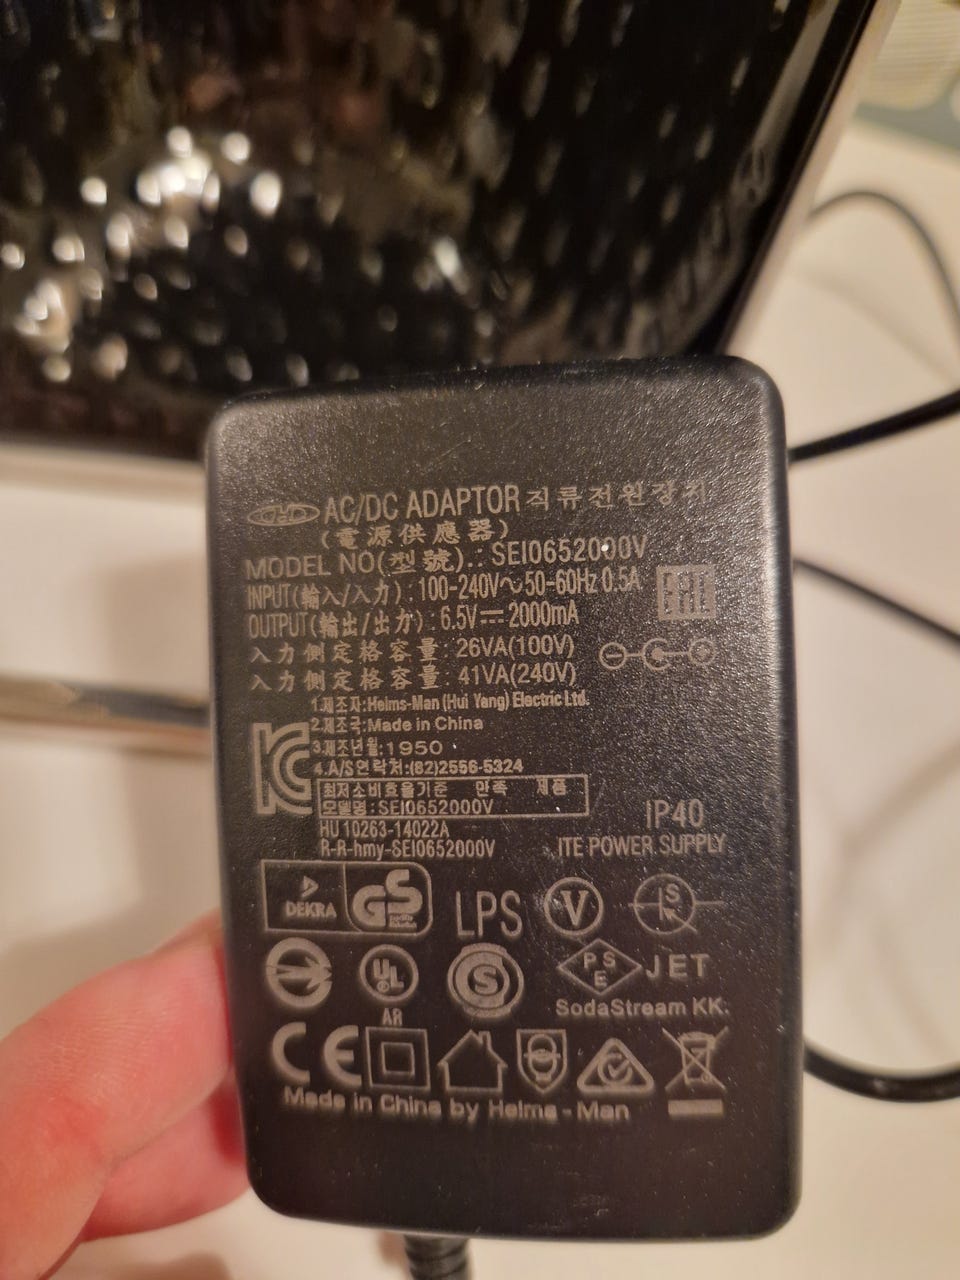 AC/DC ADAPTOR 직류전원장치
(電源供應器)
MODEL NO(型號).: SEI0652000V
INPUT(輸入/入力) : 100-240V～50-60Hz 0.5A
OUTPUT(輸出/出力) : 6.5V⎓2000mA
入力側定格容量: 26VA(100V)
入力側定格容量: 41VA(240V)
EAC
1.제조자:Helms-Man (Hui Yang) Electric Ltd.
2.제조국:Made in China
3.제조년월:1950
4.A/S연락처:(82)2556-5324
최저소비효율기준 만족 제품
모델명: SEI0652000V
HU 10263-14022A
R-R-hmy-SEI0652000V
IP40
ITE POWER SUPPLY
DEKRA
GS
LPS
V
S
UL
AR
S
PSE
JET
SodaStream KK.
CE
Made in China by Helms-Man